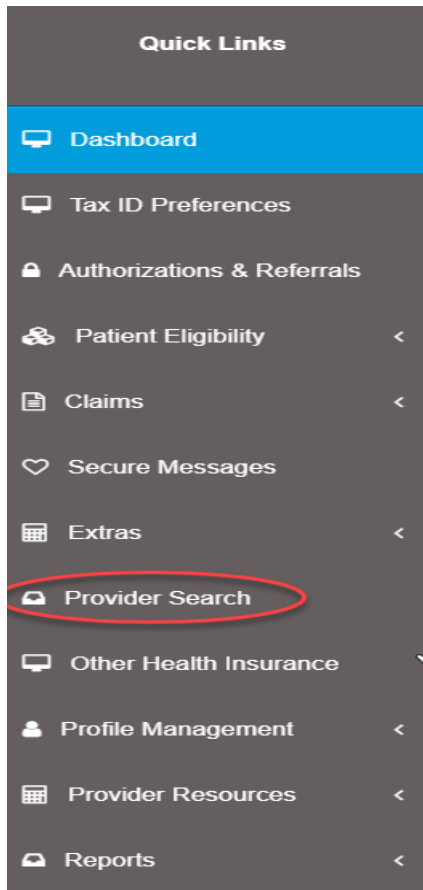 Quick Links
Dashboard
Tax ID Preferences
Authorizations & Referrals
Patient Eligibility <
Claims <
Secure Messages
Extras <
Provider Search
Other Health Insurance
Profile Management <
Provider Resources <
Reports <